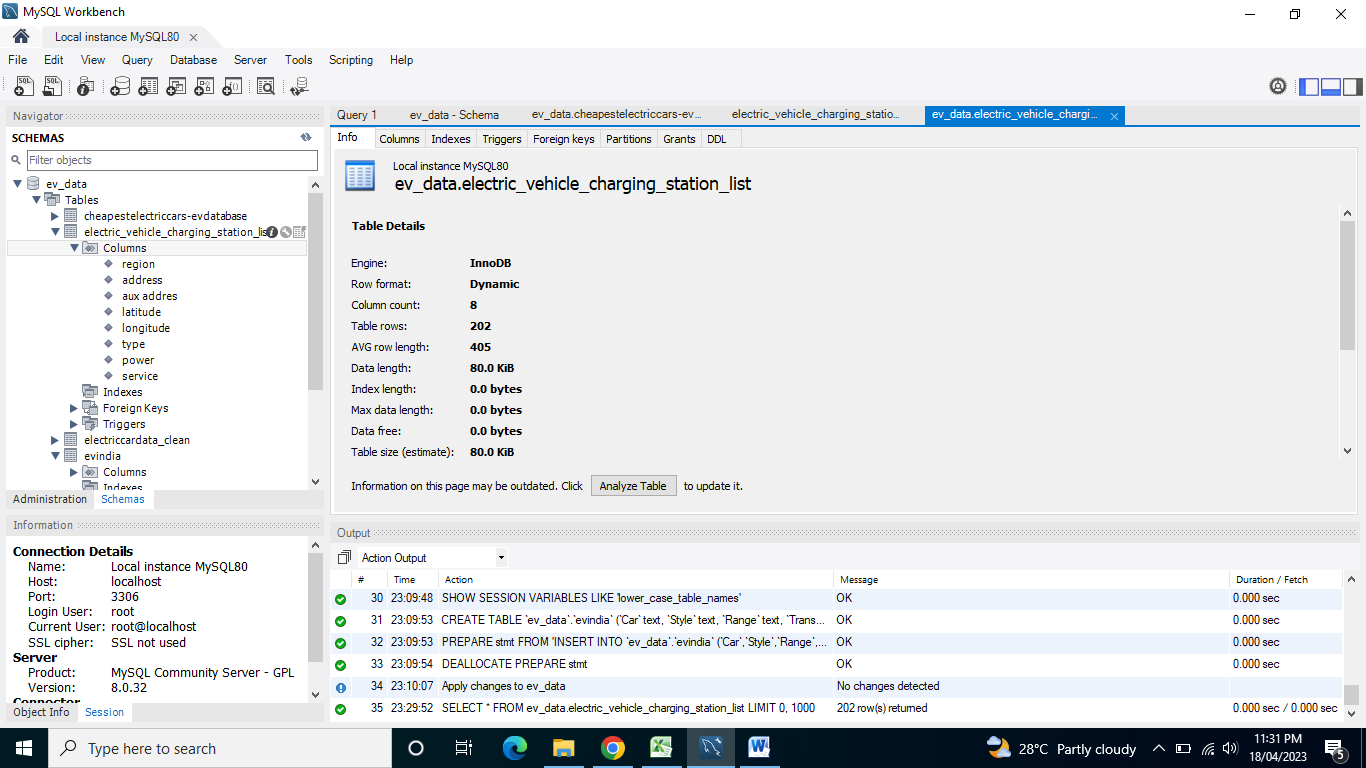 MySQL Workbench
Local instance MySQL80
File Edit View Query Database Server Tools Scripting Help
Navigator
SCHEMAS
Filter objects
ev_data
Tables
cheapestelectriccars-evdatabase
electric_vehicle_charging_station_lis
Columns
region
address
aux addres
latitude
longitude
type
power
service
Indexes
Foreign Keys
Triggers
electriccardata_clean
evindia
Columns
Indexes
Administration Schemas
Information
Connection Details
Name: Local instance MySQL80
Host: localhost
Port: 3306
Login User: root
Current User: root@localhost
SSL cipher: SSL not used
Server
Product: MySQL Community Server - GPL
Version: 8.0.32
Connector
Object Info Session
Query 1 ev_data - Schema ev_data.cheapestelectriccars-ev... electric_vehicle_charging_statio... ev_data.electric_vehicle_chargi...
Info Columns Indexes Triggers Foreign keys Partitions Grants DDL
Local instance MySQL80
ev_data.electric_vehicle_charging_station_list
Table Details
Engine: InnoDB
Row format: Dynamic
Column count: 8
Table rows: 202
AVG row length: 405
Data length: 80.0 KiB
Index length: 0.0 bytes
Max data length: 0.0 bytes
Data free: 0.0 bytes
Table size (estimate): 80.0 KiB
Information on this page may be outdated. Click Analyze Table to update it.
Output
Action Output
# Time Action Message Duration / Fetch
30 23:09:48 SHOW SESSION VARIABLES LIKE 'lower_case_table_names' OK 0.000 sec
31 23:09:53 CREATE TABLE `ev_data`.`evindia` (`Car` text, `Style` text, `Range` text, `Trans... OK 0.000 sec
32 23:09:53 PREPARE stmt FROM 'INSERT INTO `ev_data`.`evindia` (`Car`,`Style`,`Range`,... OK 0.000 sec
33 23:09:54 DEALLOCATE PREPARE stmt OK 0.000 sec
34 23:10:07 Apply changes to ev_data No changes detected
35 23:29:52 SELECT * FROM ev_data.electric_vehicle_charging_station_list LIMIT 0, 1000 202 row(s) returned 0.000 sec / 0.000 sec
Type here to search
28°C Partly cloudy
11:31 PM
18/04/2023
5